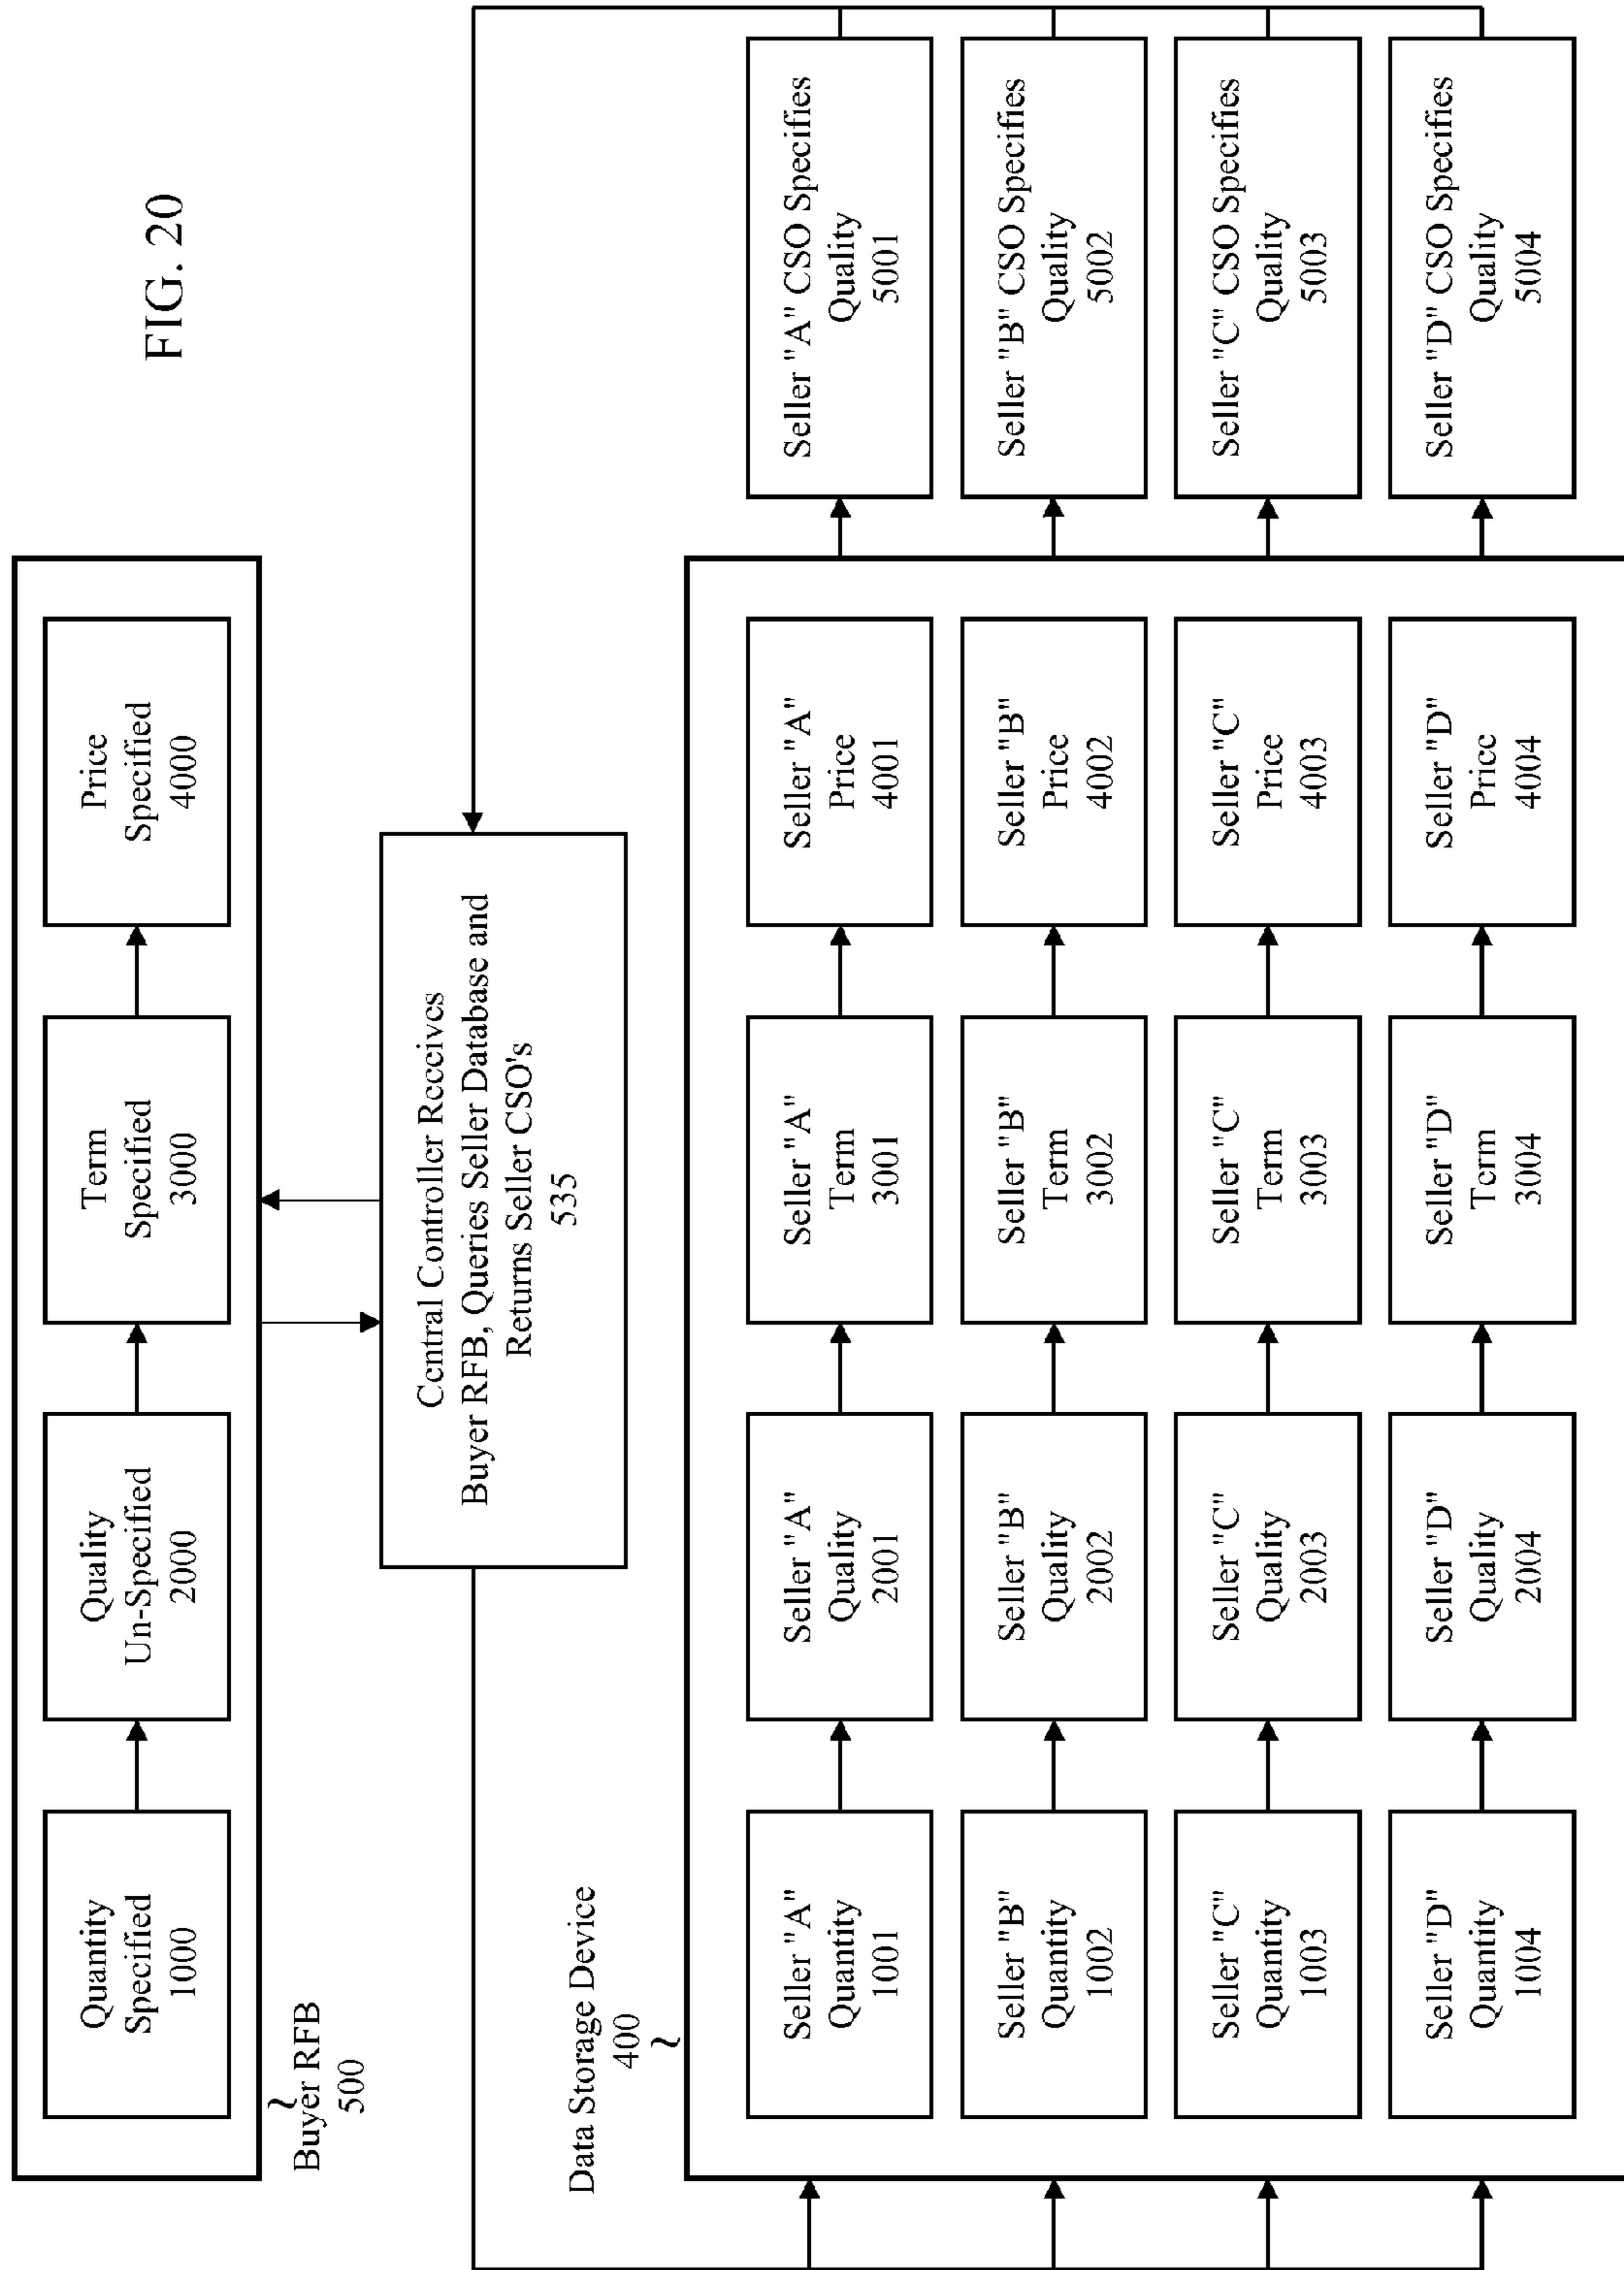 FIG. 20
Quantity
Specified
1000
Quality
Un-Specified
2000
Term
Specified
3000
Price
Specified
4000
Buyer RFB
500
Central Controller Receives
Buyer RFB, Queries Seller Database and
Returns Seller CSO's
535
Data Storage Device
400
Seller "A"
Quantity
1001
Seller "A"
Quality
2001
Seller "A"
Term
3001
Seller "A"
Price
4001
Seller "A" CSO Specifies
Quality
5001
Seller "B"
Quantity
1002
Seller "B"
Quality
2002
Seller "B"
Term
3002
Seller "B"
Price
4002
Seller "B" CSO Specifies
Quality
5002
Seller "C"
Quantity
1003
Seller "C"
Quality
2003
Seller "C"
Term
3003
Seller "C"
Price
4003
Seller "C" CSO Specifies
Quality
5003
Seller "D"
Quantity
1004
Seller "D"
Quality
2004
Seller "D"
Term
3004
Seller "D"
Price
4004
Seller "D" CSO Specifies
Quality
5004